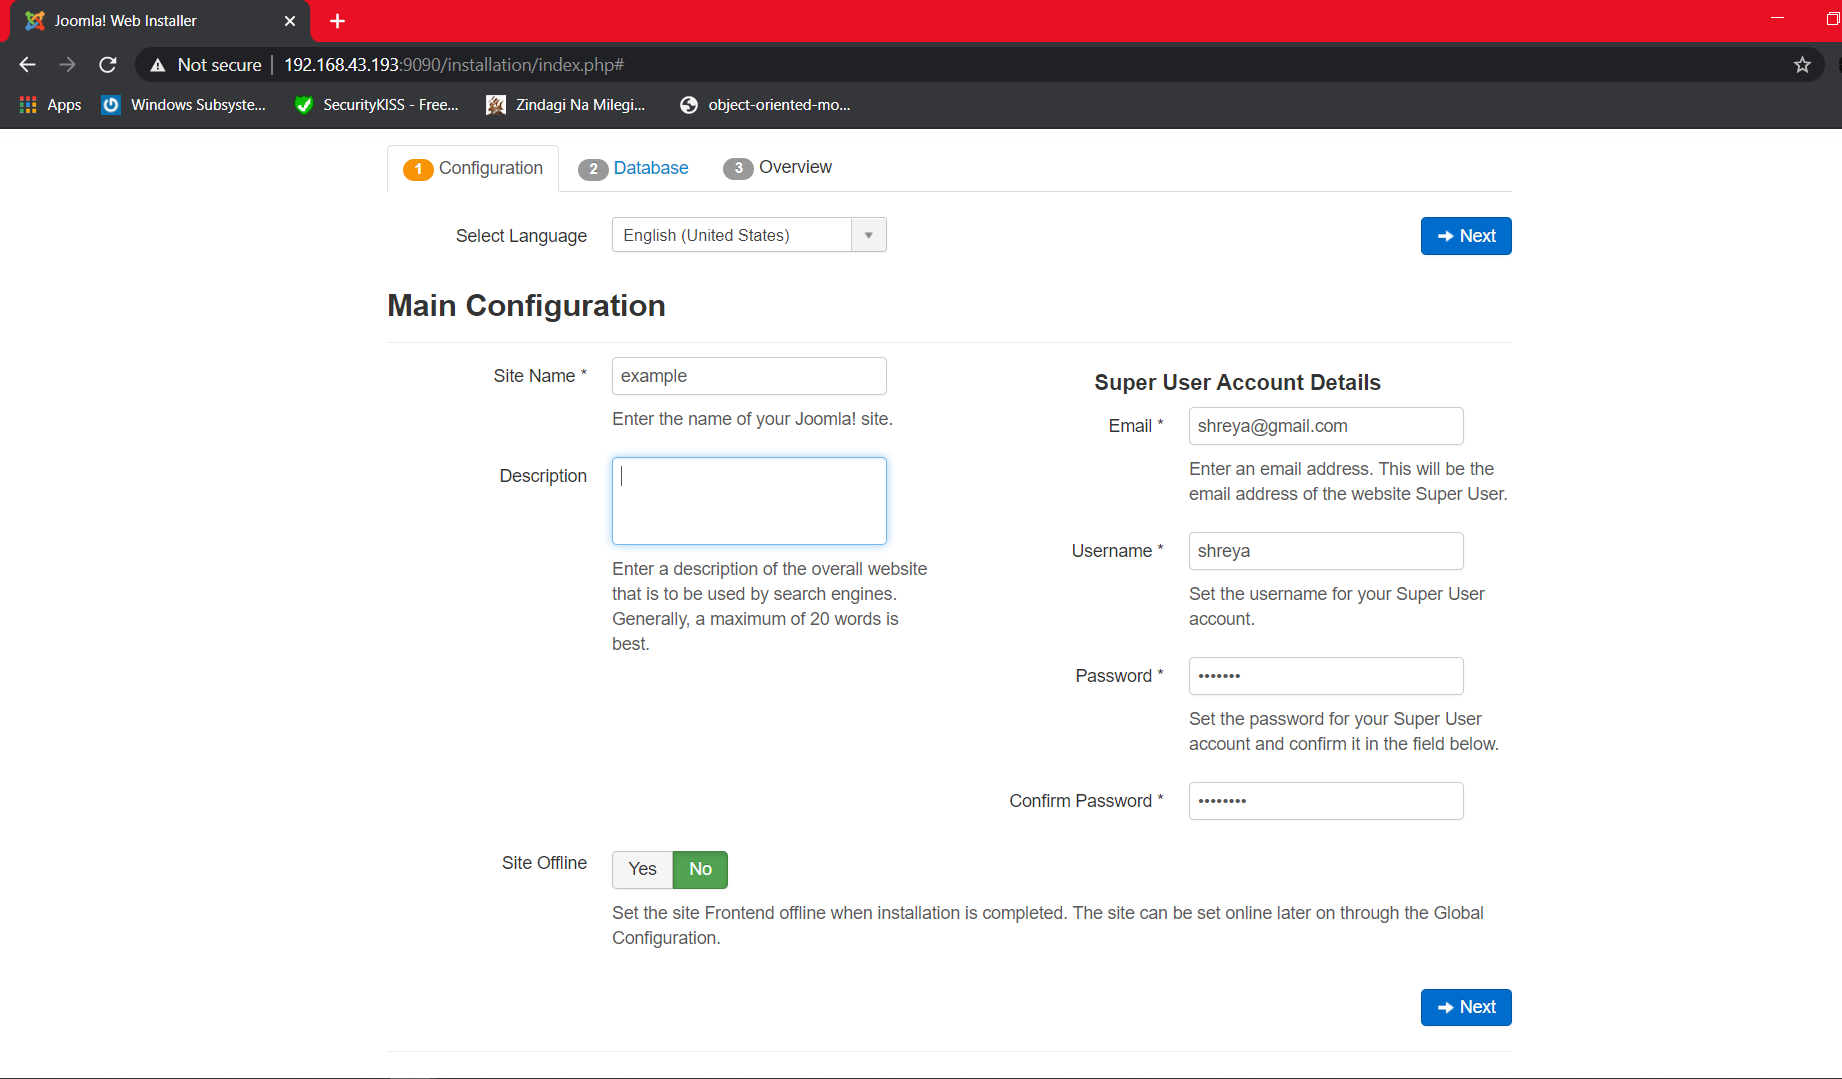 Joomla! Web Installer
Not secure | 192.168.43.193:9090/installation/index.php#
Apps Windows Subsyste... SecurityKISS - Free... Zindagi Na Milegi... object-oriented-mo...
1 Configuration 2 Database 3 Overview
Select Language English (United States) Next
Main Configuration
Site Name * example
Enter the name of your Joomla! site.
Description
Enter a description of the overall website
that is to be used by search engines.
Generally, a maximum of 20 words is
best.
Super User Account Details
Email * shreya@gmail.com
Enter an email address. This will be the
email address of the website Super User.
Username * shreya
Set the username for your Super User
account.
Password * •••••••
Set the password for your Super User
account and confirm it in the field below.
Confirm Password * ••••••••
Site Offline Yes No
Set the site Frontend offline when installation is completed. The site can be set online later on through the Global
Configuration.
Next